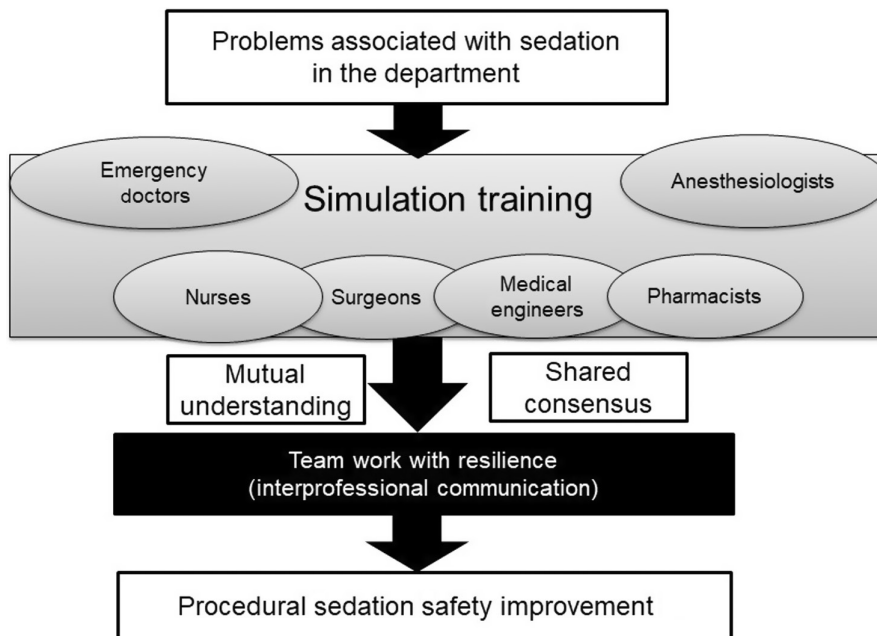 Problems associated with sedation
in the department
Emergency
doctors
Simulation training
Anesthesiologists
Nurses
Surgeons
Medical
engineers
Pharmacists
Mutual
understanding
Shared
consensus
Team work with resilience
(interprofessional communication)
Procedural sedation safety improvement